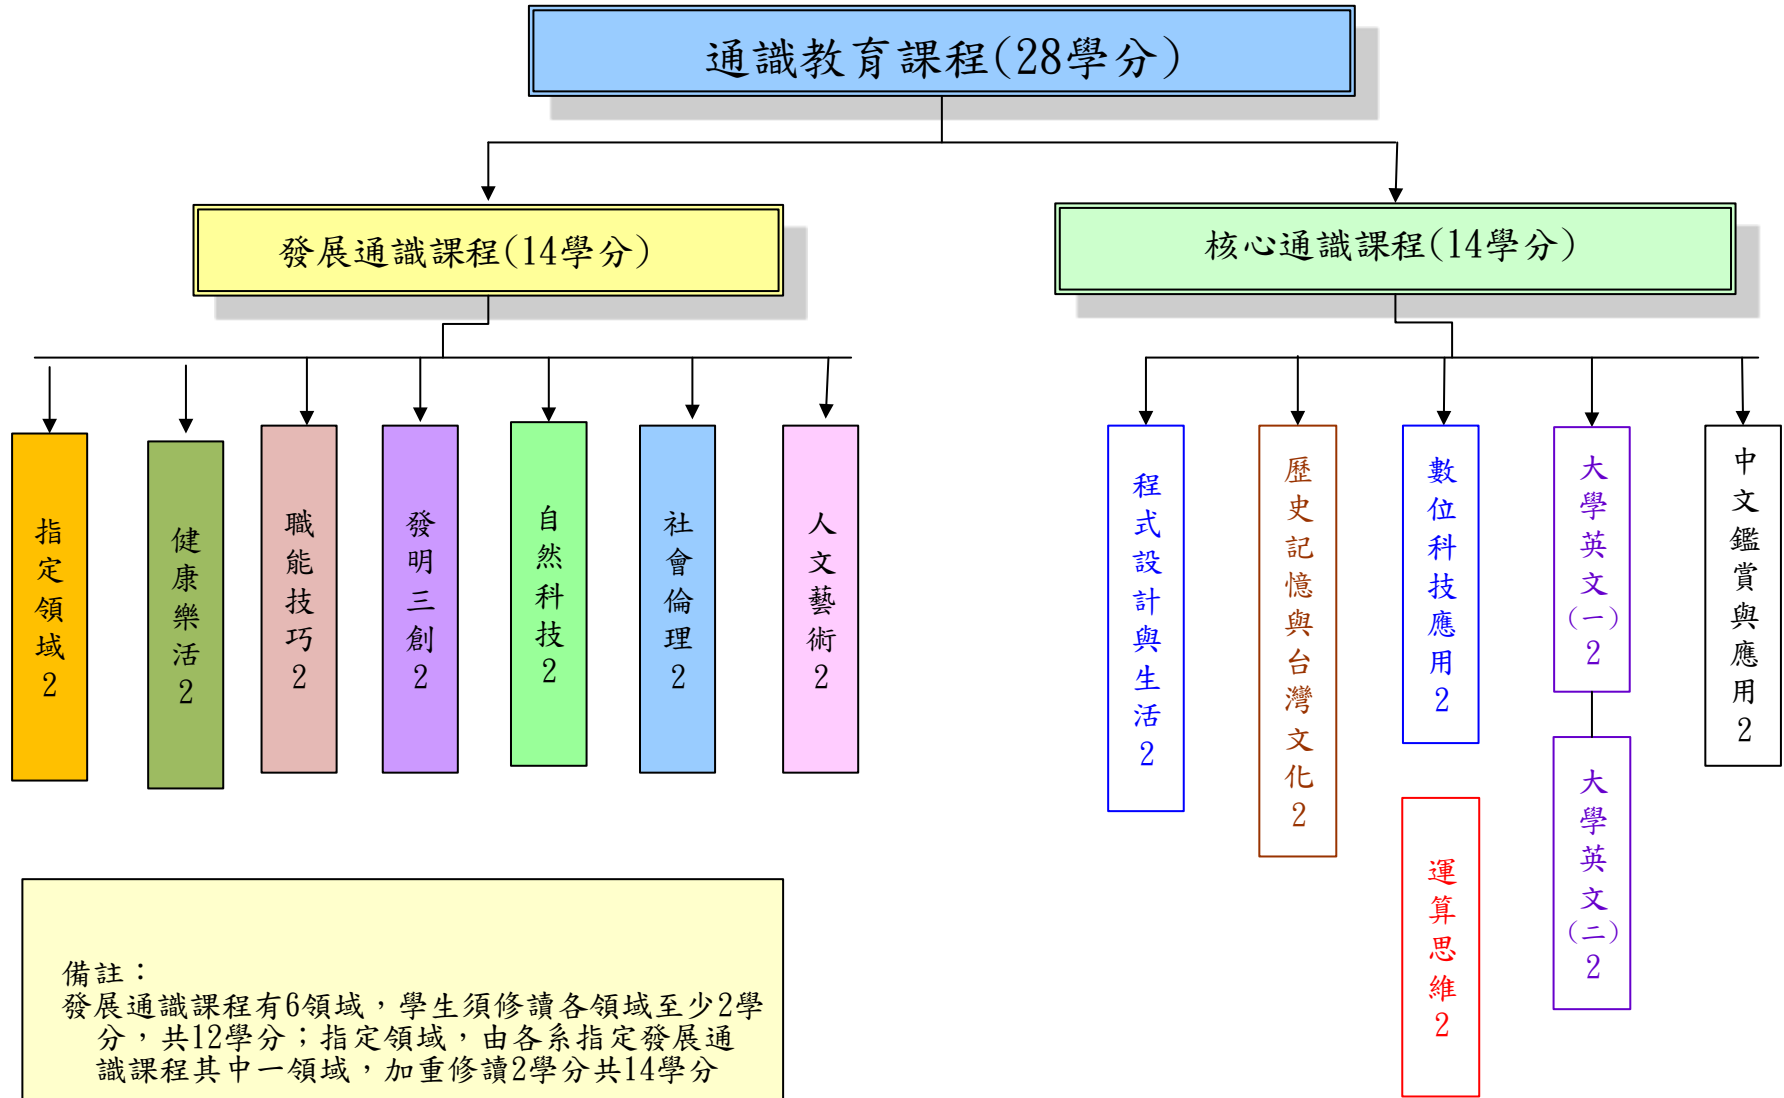 通識教育課程(28學分)
發展通識課程(14學分)
核心通識課程(14學分)
指定領域2
健康樂活2
職能技巧2
發明三創2
自然科技2
社會倫理2
人文藝術2
程式設計與生活2
歷史記憶與台灣文化2
數位科技應用2
大學英文(一)2
中文鑑賞與應用2
運算思維2
大學英文(二)2
備註：
發展通識課程有6領域，學生須修讀各領域至少2學
分，共12學分；指定領域，由各系指定發展通
識課程其中一領域，加重修讀2學分共14學分